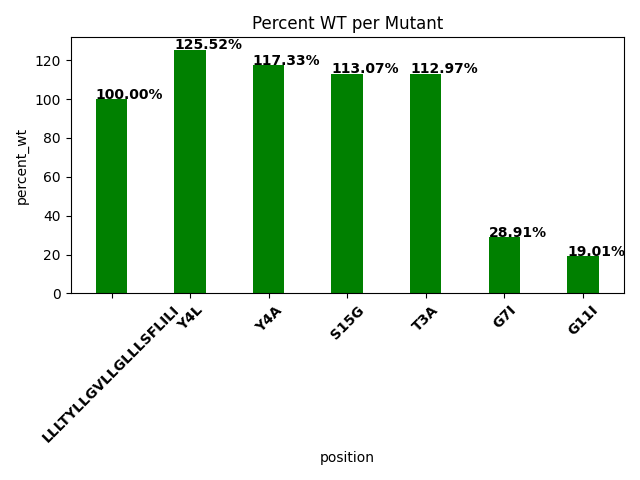 Percent WT per Mutant
percent_wt
120
100
80
60
40
20
0
100.00%
125.52%
117.33%
113.07%
112.97%
28.91%
19.01%
LLLTYLLGVLLGLLLSFLILI
Y4L
Y4A
S15G
T3A
G7I
G11I
position